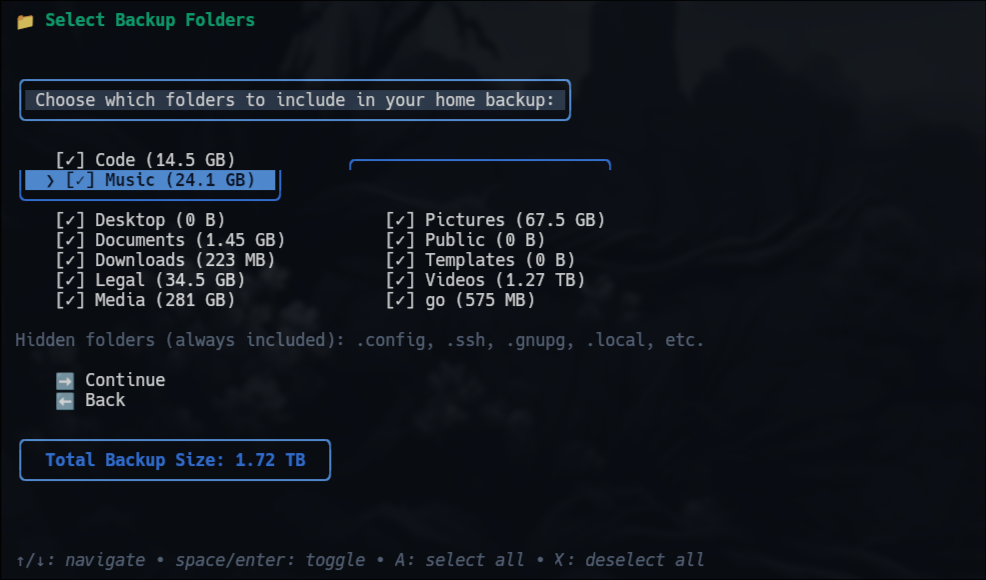 📁 Select Backup Folders
Choose which folders to include in your home backup:
[✓] Code (14.5 GB)
❯ [✓] Music (24.1 GB)
[✓] Desktop (0 B) [✓] Pictures (67.5 GB)
[✓] Documents (1.45 GB) [✓] Public (0 B)
[✓] Downloads (223 MB) [✓] Templates (0 B)
[✓] Legal (34.5 GB) [✓] Videos (1.27 TB)
[✓] Media (281 GB) [✓] go (575 MB)
Hidden folders (always included): .config, .ssh, .gnupg, .local, etc.
➡️ Continue
⬅️ Back
Total Backup Size: 1.72 TB
↑/↓: navigate • space/enter: toggle • A: select all • X: deselect all